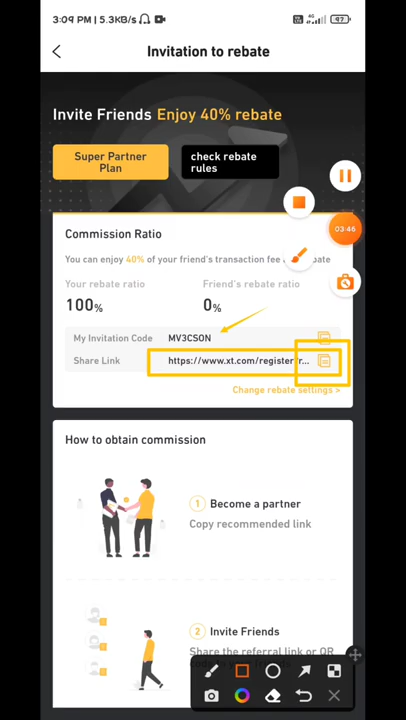 3:09 PM | 5.3KB/s
4G
97
Invitation to rebate
Invite Friends Enjoy 40% rebate
Super Partner
Plan
check rebate
rules
03:46
Commission Ratio
You can enjoy 40% of your friend's transaction fee rebate
Your rebate ratio
Friend's rebate ratio
100%
0%
My Invitation Code MV3CSON
Share Link https://www.xt.com/register
Change rebate settings >
How to obtain commission
1 Become a partner
Copy recommended link
2 Invite Friends
Share the referral link or QR